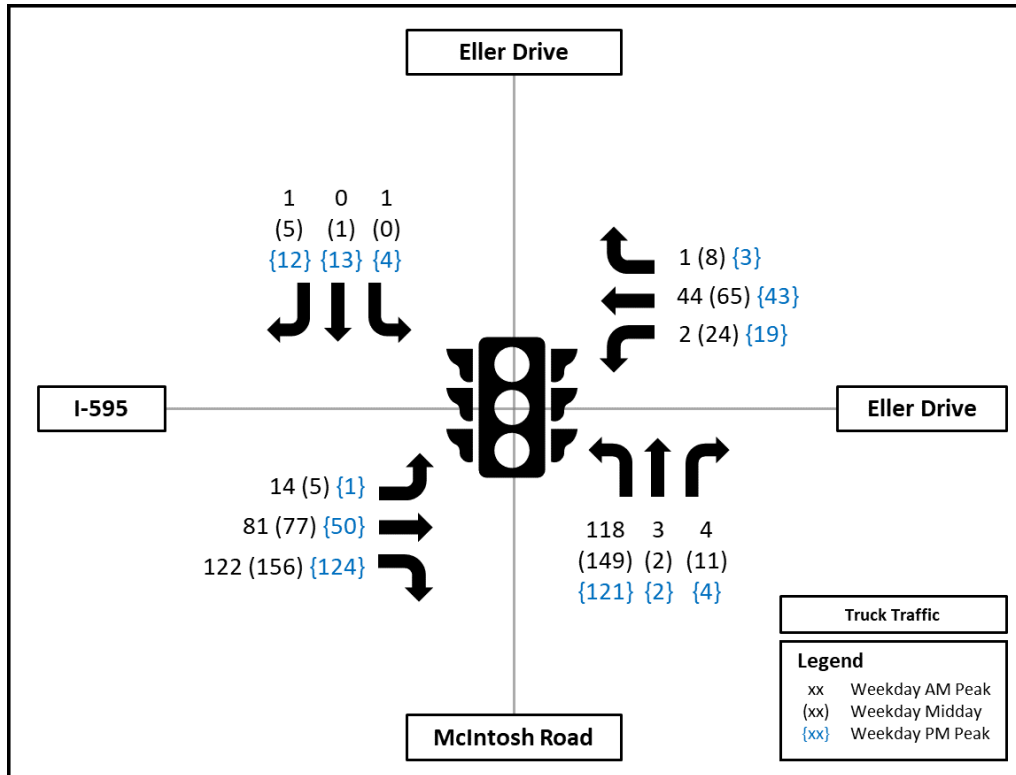 Eller Drive
1 0 1
(5) (1) (0)
{12} {13} {4}
1 (8) {3}
44 (65) {43}
2 (24) {19}
I-595
Eller Drive
14 (5) {1}
81 (77) {50}
122 (156) {124}
118 3 4
(149) (2) (11)
{121} {2} {4}
Truck Traffic
Legend
xx Weekday AM Peak
(xx) Weekday Midday
{xx} Weekday PM Peak
McIntosh Road